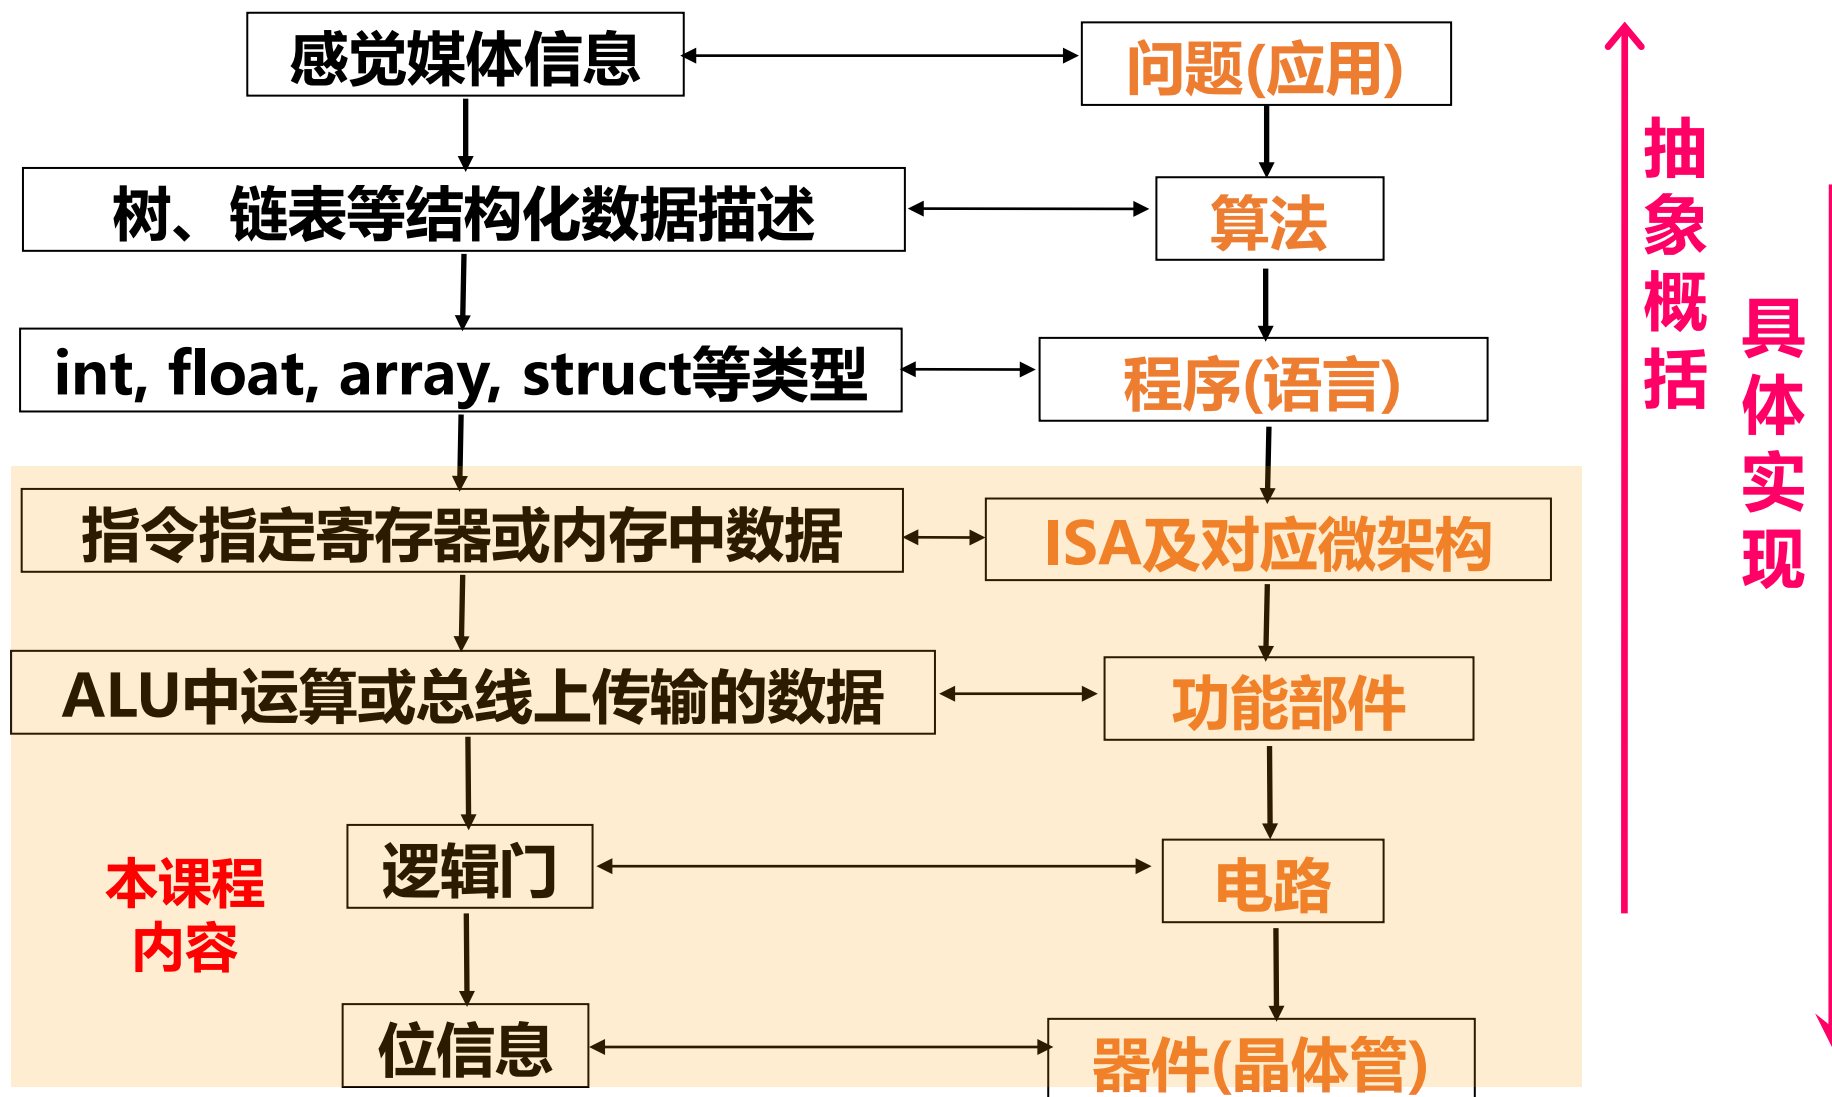 感觉媒体信息
问题(应用)
树、链表等结构化数据描述
算法
int, float, array, struct等类型
程序(语言)
指令指定寄存器或内存中数据
ISA及对应微架构
ALU中运算或总线上传输的数据
功能部件
逻辑门
电路
位信息
器件(晶体管)
本课程
内容
抽象概括
具体实现